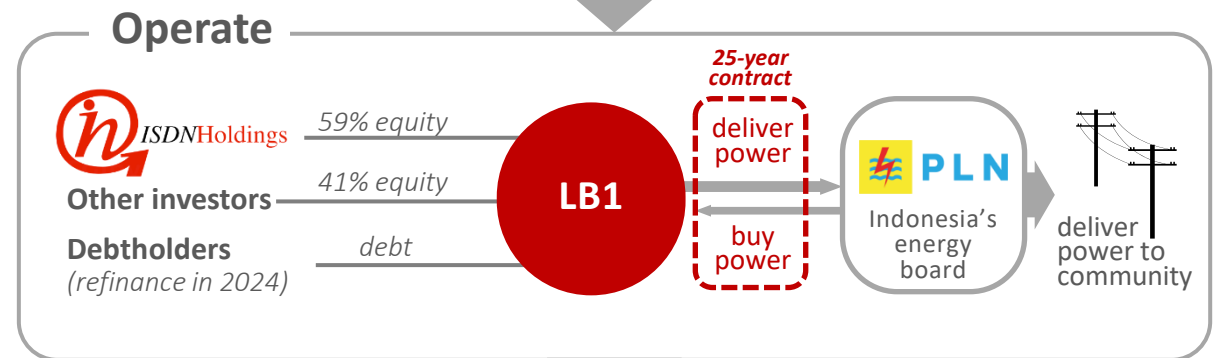 Operate
ISDNHoldings
59% equity
Other investors
41% equity
Debtholders
(refinance in 2024)
debt
LB1
25-year
contract
deliver
power
buy
power
PLN
Indonesia's
energy
board
deliver
power to
community